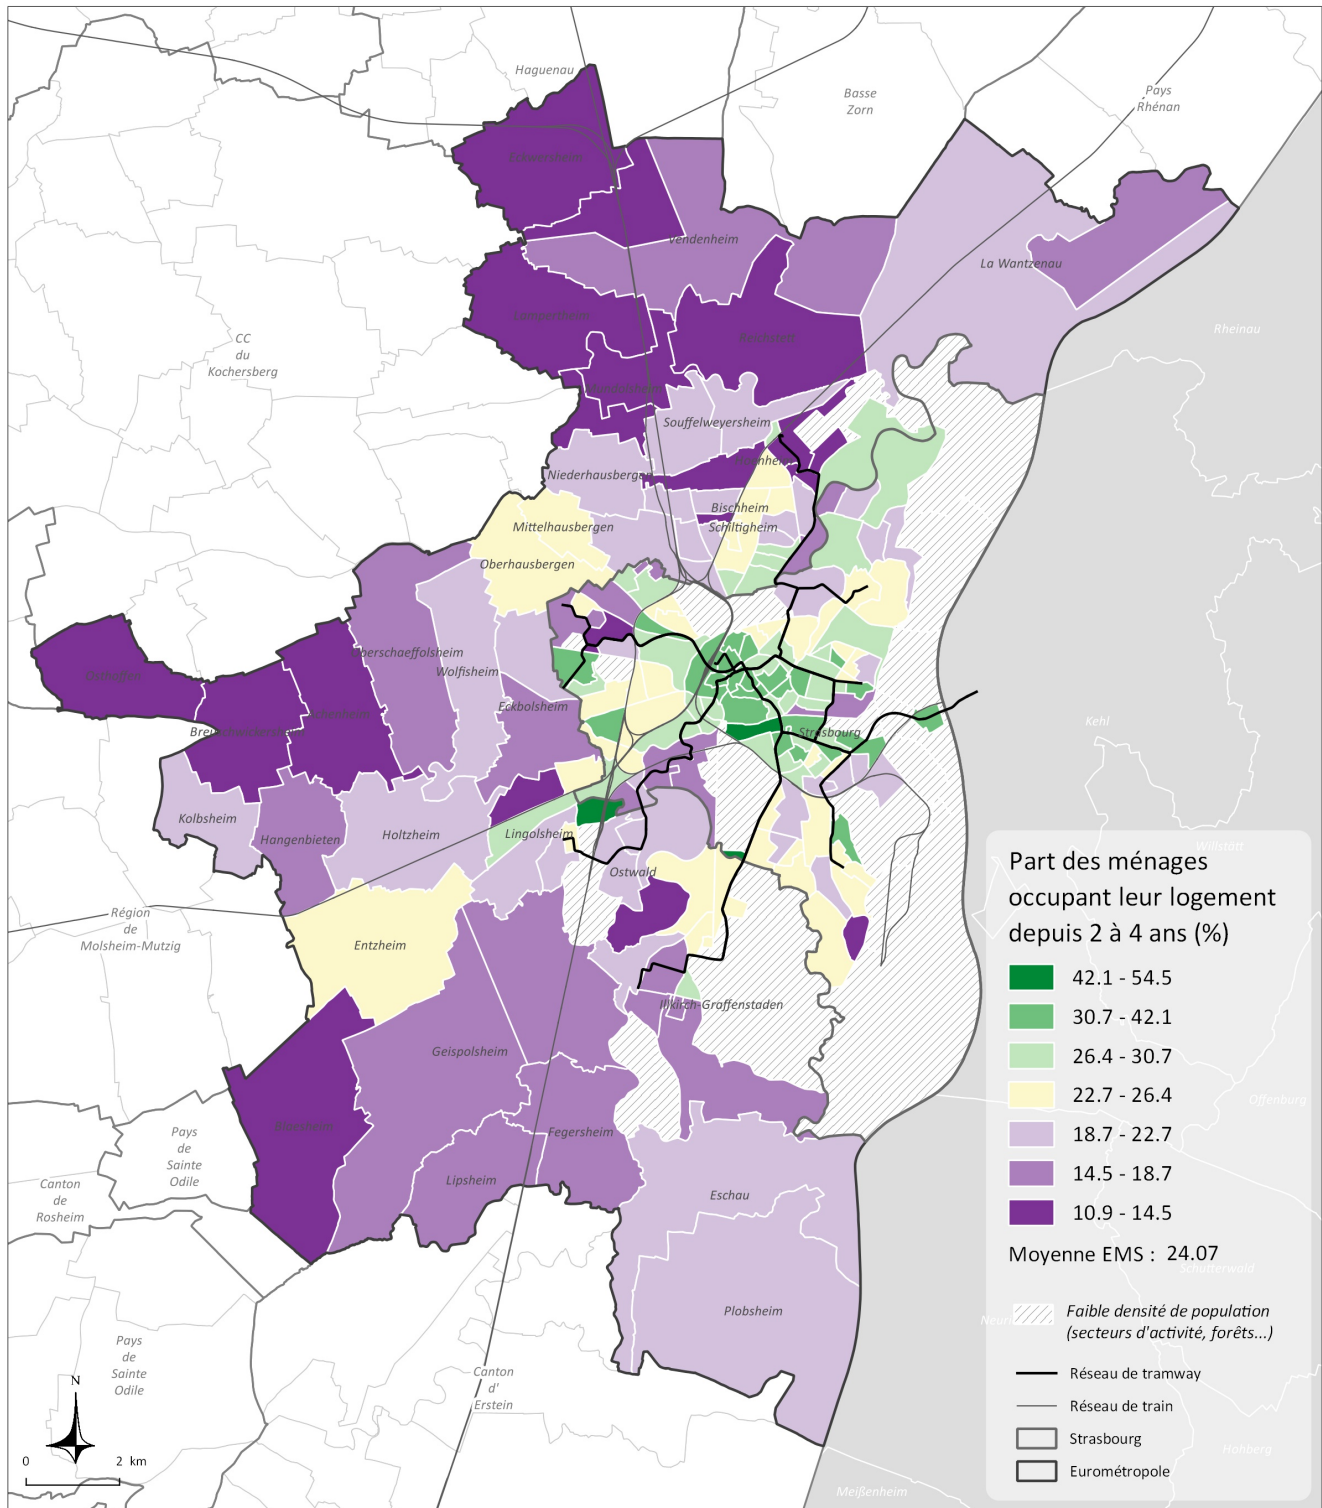 Haguenau
Basse
Zorn
Pays
Rhénan
Vendenheim
La Wantzenau
Rheinau
CC
du
Kochersberg
Souffelweyersheim
Niederhausbergen
Bischheim
Mittelhausbergen
Schiltigheim
Oberhausbergen
Oberschaeffolsheim
Wolfisheim
Eckbolsheim
Strasbourg
Kehl
Kolbsheim
Hangenbieten
Holtzheim
Lingolsheim
Ostwald
Willstätt
Région
de
Molsheim-Mutzig
Entzheim
Illkirch-Graffenstaden
Geispolsheim
Offenburg
Fegersheim
Lipsheim
Eschau
Plobsheim
Pays
de
Sainte
Odile
Canton
de
Rosheim
Pays
de
Sainte
Odile
Canton
d'
Erstein
Schutterwald
Hohberg
Meißenheim
N
0 2 km
Part des ménages
occupant leur logement
depuis 2 à 4 ans (%)
42.1 - 54.5
30.7 - 42.1
26.4 - 30.7
22.7 - 26.4
18.7 - 22.7
14.5 - 18.7
10.9 - 14.5
Moyenne EMS : 24.07
Faible densité de population
(secteurs d'activité, forêts...)
Réseau de tramway
Réseau de train
Strasbourg
Eurométropole